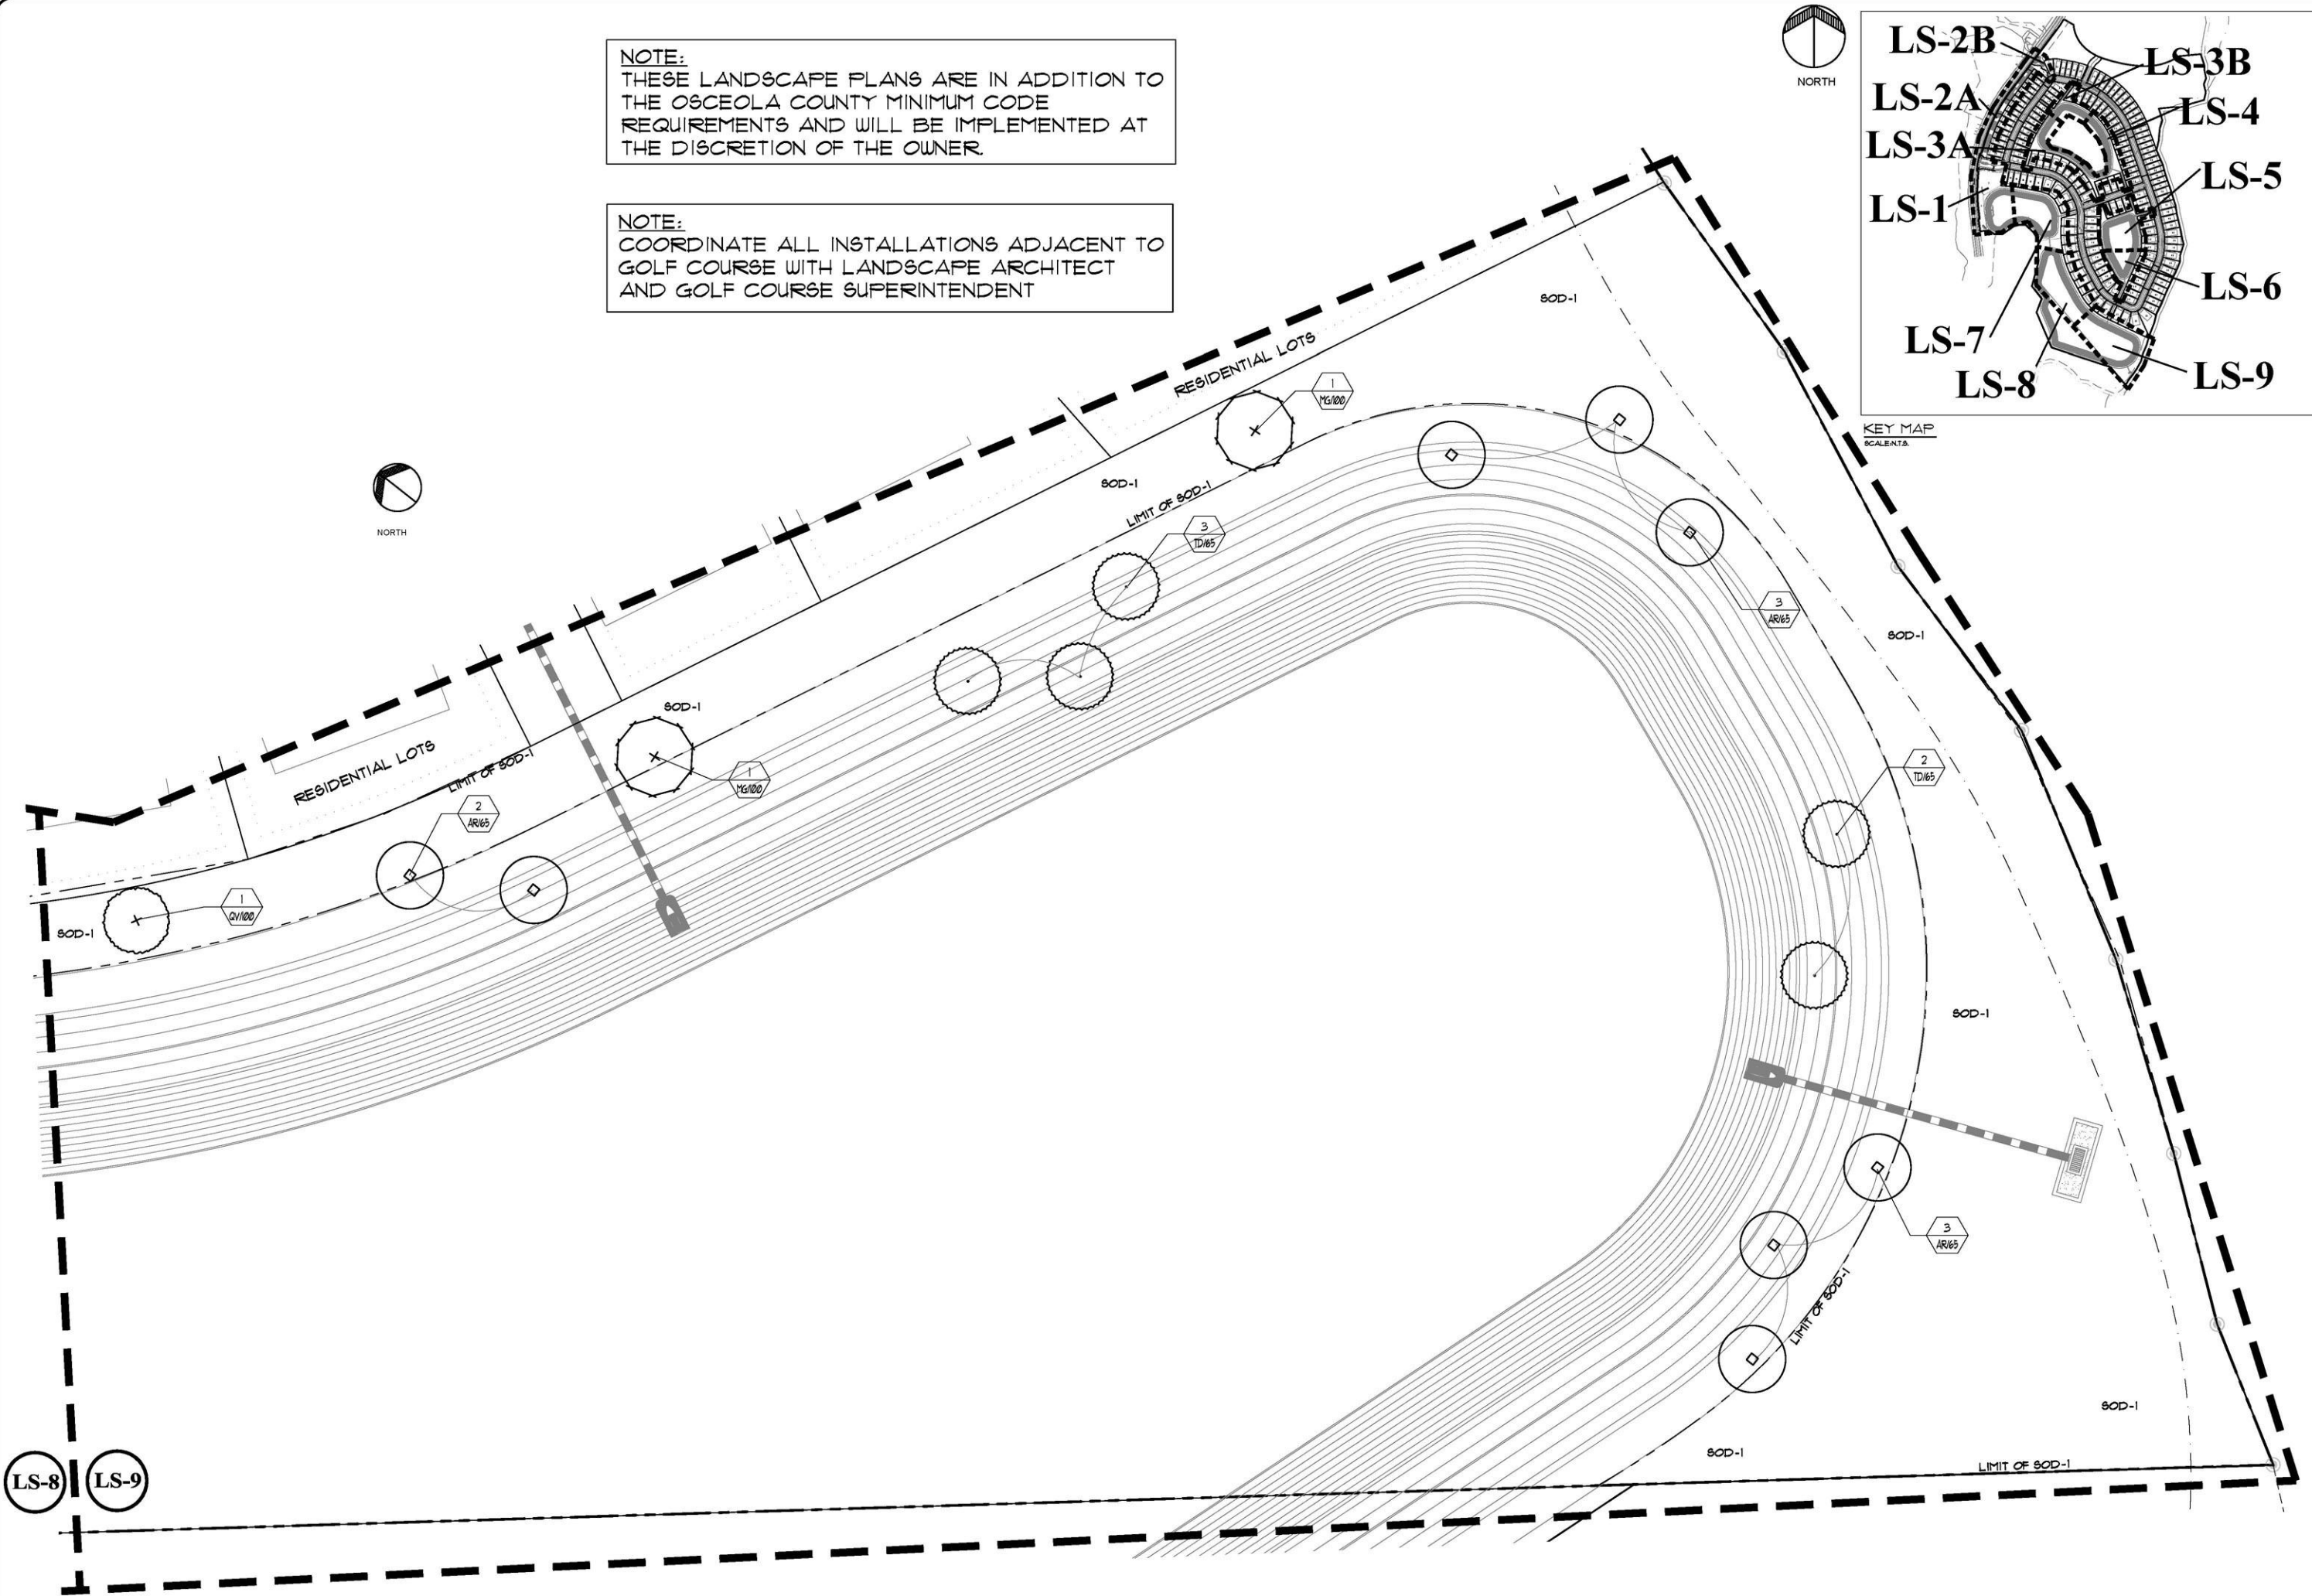 NOTE:
THESE LANDSCAPE PLANS ARE IN ADDITION TO
THE OSCEOLA COUNTY MINIMUM CODE
REQUIREMENTS AND WILL BE IMPLEMENTED AT
THE DISCRETION OF THE OWNER.
NOTE:
COORDINATE ALL INSTALLATIONS ADJACENT TO
GOLF COURSE WITH LANDSCAPE ARCHITECT
AND GOLF COURSE SUPERINTENDENT
NORTH
LS-2B
LS-3B
LS-2A
LS-4
LS-3A
LS-5
LS-1
LS-6
LS-7
LS-9
LS-8
KEY MAP
SCALE:N.T.S.
SOD-1
RESIDENTIAL LOTS
1
MG/100
SOD-1
LIMIT OF SOD-1
NORTH
3
TD/65
3
AR/65
SOD-1
SOD-1
RESIDENTIAL LOTS
LIMIT OF SOD-1
1
MG/100
2
TD/65
2
AR/65
1
QV/100
SOD-1
SOD-1
3
AR/65
LIMIT OF SOD-1
SOD-1
SOD-1
LIMIT OF SOD-1
LS-8
LS-9